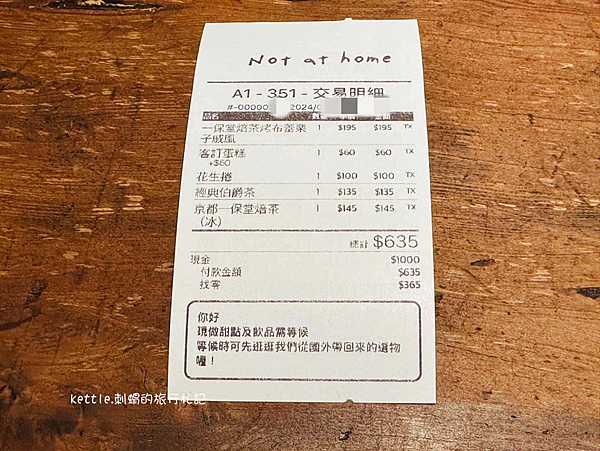 Not at home
A1-351-交易明細
#-00000 2024/0
品名
一保堂焙茶烤布蕾栗 1 $195 $195 TX
子戚風
客訂蛋糕 1 $60 $60 TX
+$60
花生捲 1 $100 $100 TX
經典伯爵茶 1 $135 $135 TX
京都一保堂焙茶 1 $145 $145 TX
(冰)
總計 $635
現金 $1000
付款金額 $635
找零 $365
你好
現做甜點及飲品需等候
等候時可先逛逛我們從國外帶回來的選物
喔!
kettle.刺蝟的旅行札記